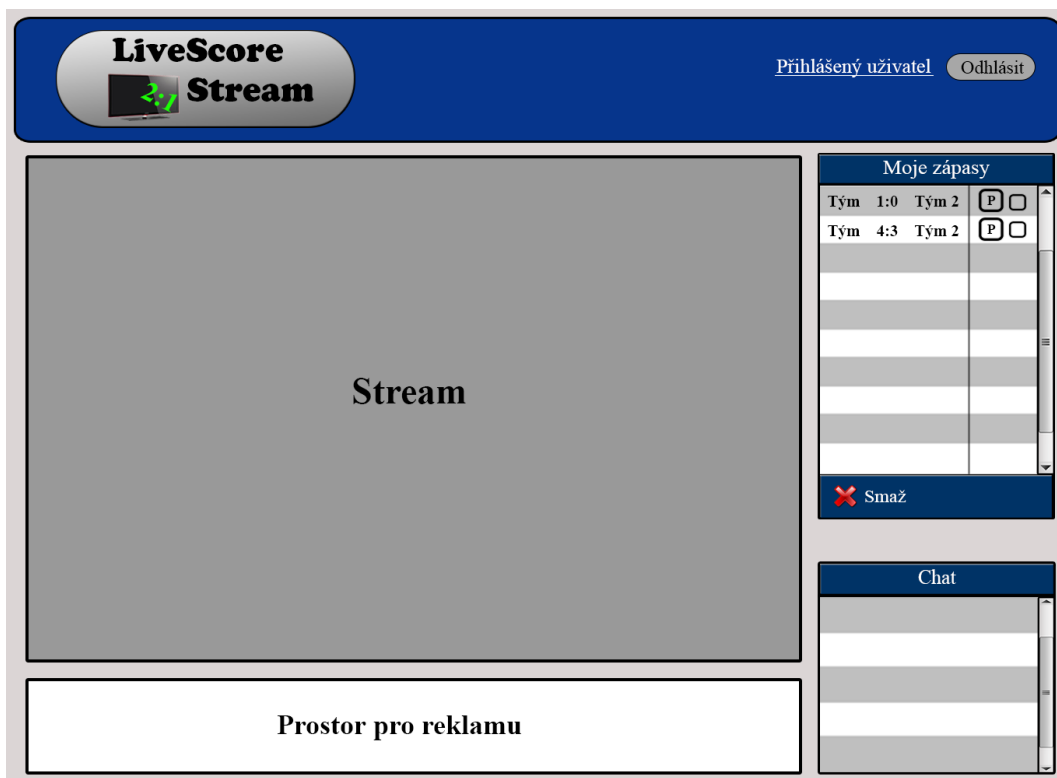 LiveScore
2:1 Stream
Přihlášený uživatel Odhlásit
Moje zápasy
Tým 1:0 Tým 2 P
Tým 4:3 Tým 2 P
Smaž
Stream
Chat
Prostor pro reklamu